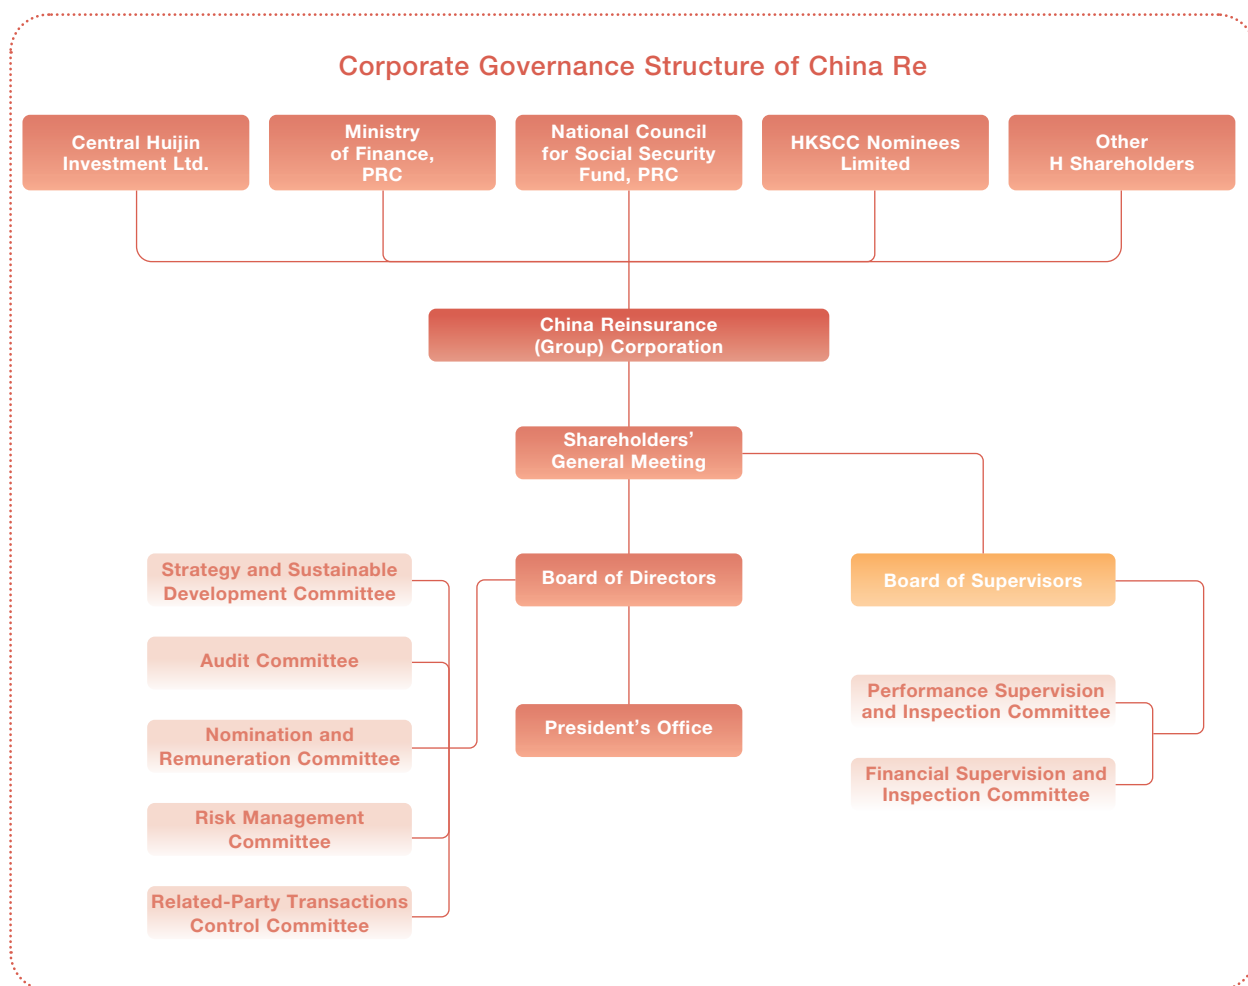 Corporate Governance Structure of China Re
Central Huijin
Investment Ltd.
Ministry
of Finance,
PRC
National Council
for Social Security
Fund, PRC
HKSCC Nominees
Limited
Other
H Shareholders
China Reinsurance
(Group) Corporation
Shareholders’
General Meeting
Strategy and Sustainable
Development Committee
Board of Directors
Board of Supervisors
Audit Committee
Performance Supervision
and Inspection Committee
Nomination and
Remuneration Committee
President’s Office
Financial Supervision and
Inspection Committee
Risk Management
Committee
Related-Party Transactions
Control Committee